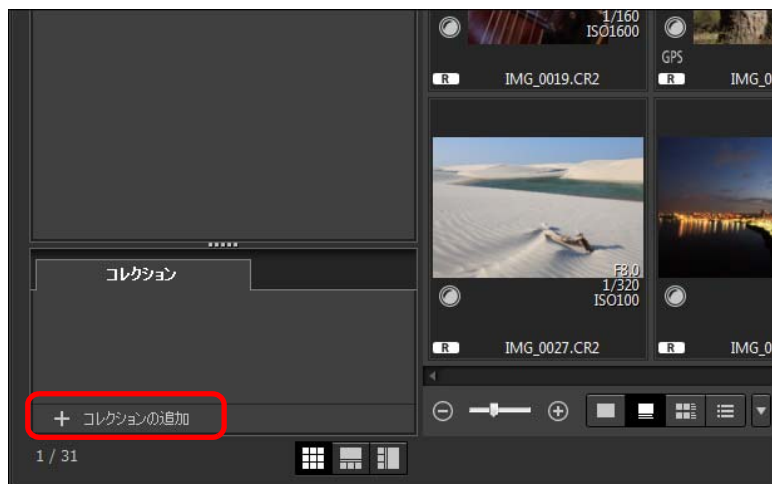 1/160
ISO1600
GPS
R IMG_0019.CR2
R IMG_0
コレクション
F8.0
1/320
ISO100
R IMG_0027.CR2
R IMG_0
+ コレクションの追加
1 / 31